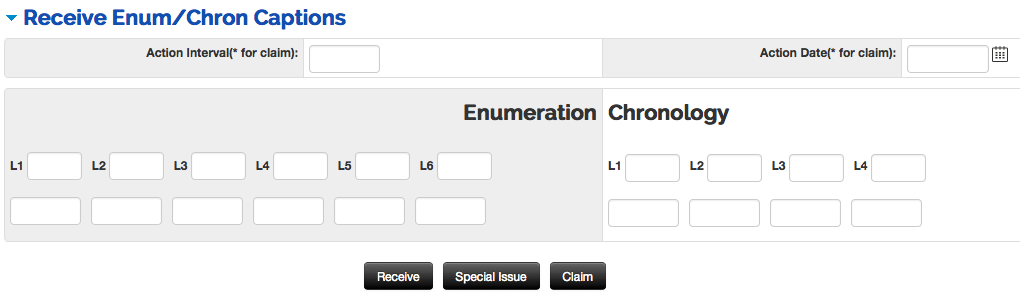 Receive Enum/Chron Captions
Action Interval(* for claim): Action Date(* for claim):
Enumeration Chronology
L1 L2 L3 L4 L5 L6 L1 L2 L3 L4
Receive Special Issue Claim